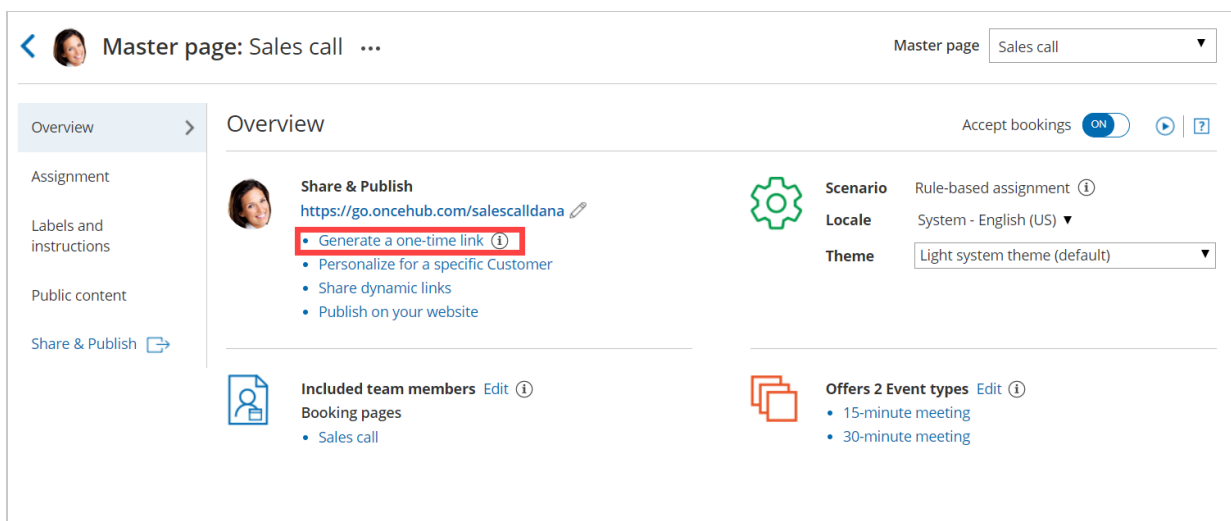 Master page: Sales call ...
Master page Sales call
Overview
Assignment
Labels and
instructions
Public content
Share & Publish
Overview
Accept bookings ON
Share & Publish
https://go.oncehub.com/salescalldana
Generate a one-time link
Personalize for a specific Customer
Share dynamic links
Publish on your website
Scenario Rule-based assignment
Locale System - English (US)
Theme Light system theme (default)
Included team members Edit
Booking pages
Sales call
Offers 2 Event types Edit
15-minute meeting
30-minute meeting